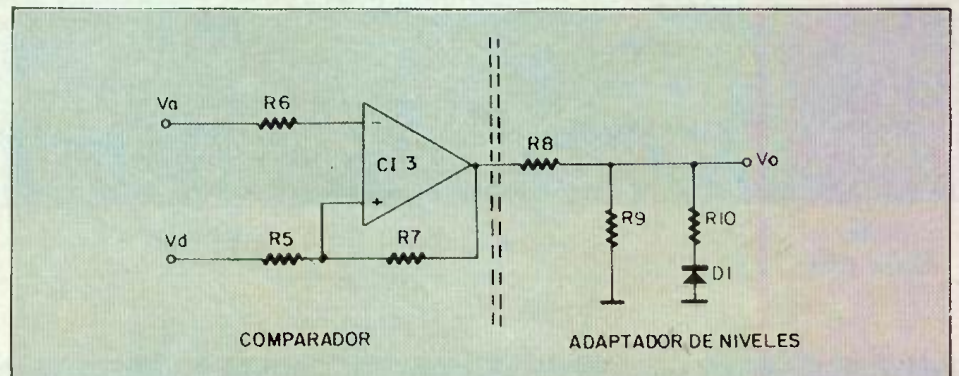 Va
R6
-
CI 3
+
R8
Vo
R9
R10
Vd
R5
R7
D1
COMPARADOR
ADAPTADOR DE NIVELES